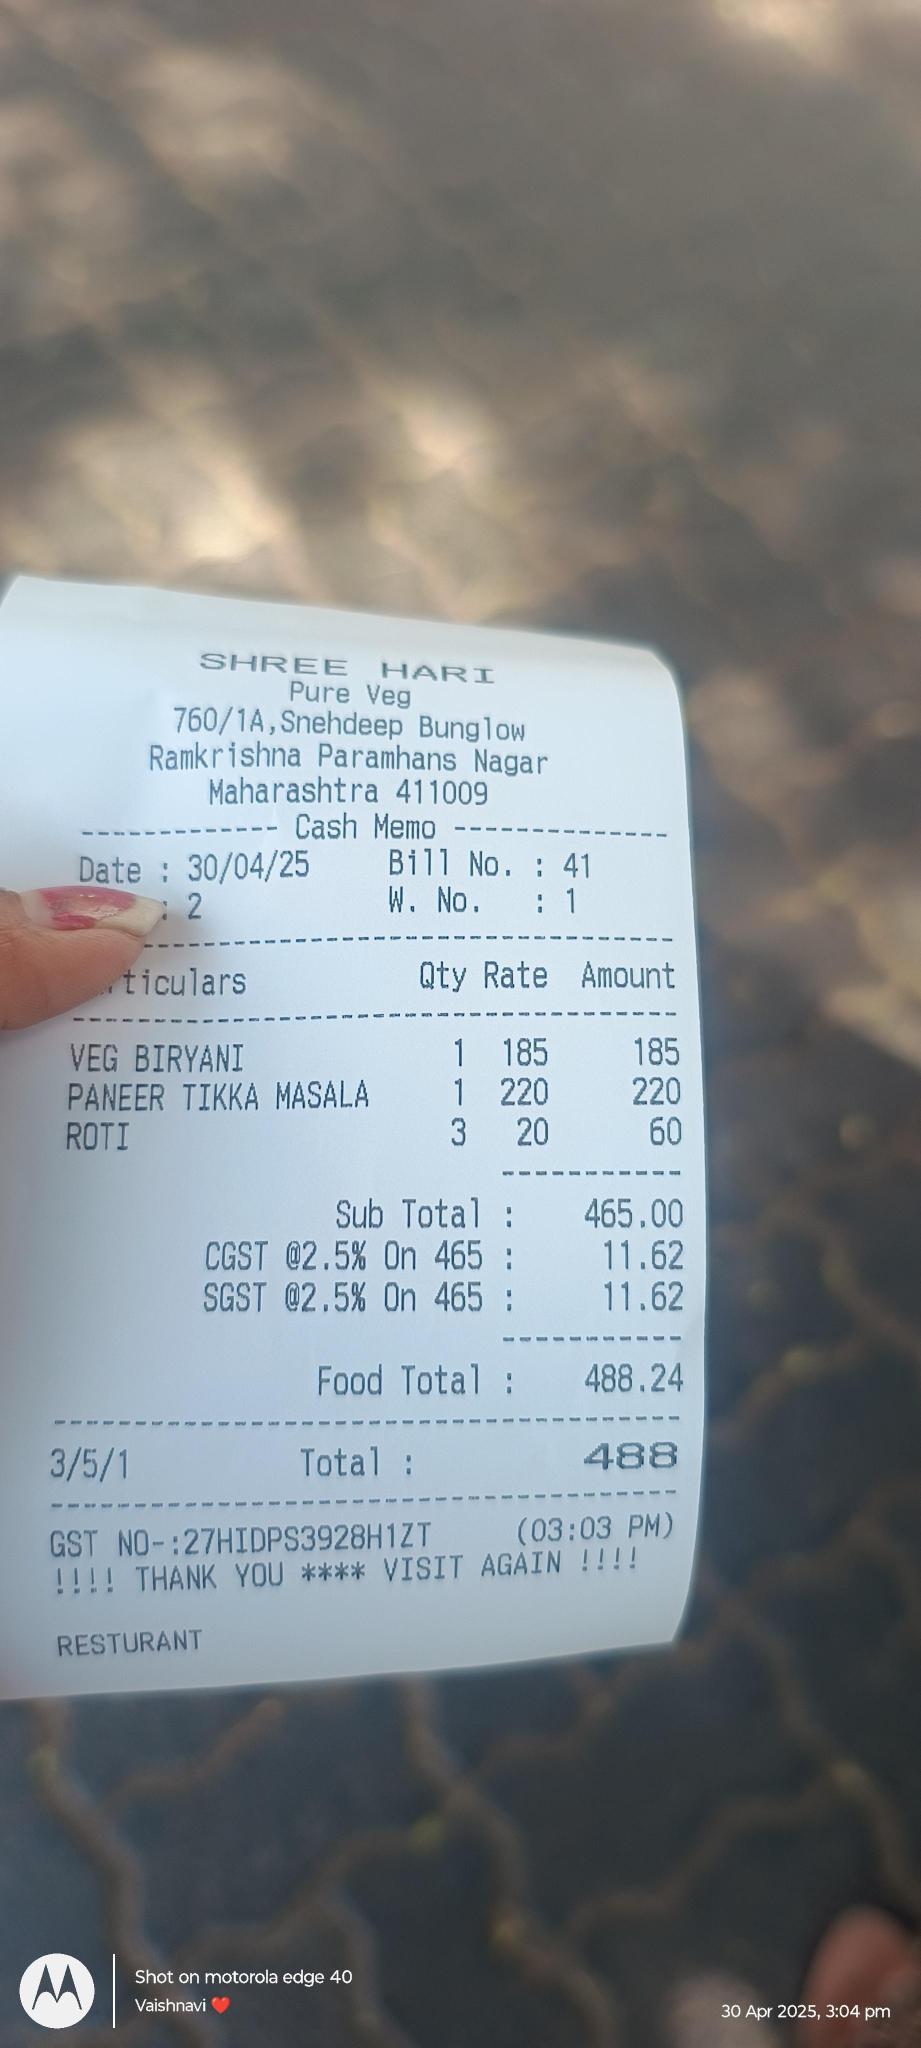 SHREE HARI
Pure Veg
760/1A,Snehdeep Bunglow
Ramkrishna Paramhans Nagar
Maharashtra 411009
------------- Cash Memo --------------
Date : 30/04/25 Bill No. : 41
: 2 W. No. : 1
Qty Rate Amount
VEG BIRYANI 1 185 185
PANEER TIKKA MASALA 1 220 220
ROTI 3 20 60
Sub Total : 465.00
CGST @2.5% On 465 : 11.62
SGST @2.5% On 465 : 11.62
Food Total : 488.24
3/5/1 Total : 488
GST NO-:27HIDPS3928H1ZT (03:03 PM)
!!!! THANK YOU **** VISIT AGAIN !!!!
RESTURANT
Shot on motorola edge 40
Vaishnavi ❤️
30 Apr 2025, 3:04 pm